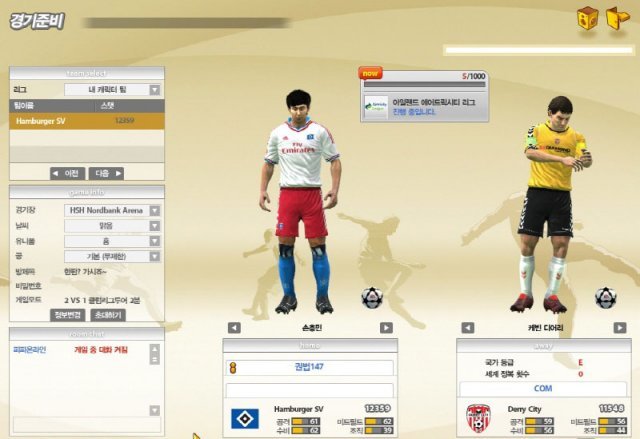 경기준비
team select
리그 내 캐릭터 팀
팀이름 스탯
Hamburger SV 12359
이전 다음
game info
경기장 HSH Nordbank Arena
날씨 맑음
유니폼 홈
공 기본 (무제한)
방제목 한판? 가시죠~
비밀번호
게임모드 2 VS 1 클럽리그투어 2분
정보변경 초대하기
room chat
피파온라인 게임 중 대화 켜짐
now 5/1000
아일랜드 에어트릭시티 리그
진행 중입니다.
Fly
Emirates
손흥민
케빈 디어리
home
권법147
Hamburger SV 12359
공격 61 미드필드 62
수비 62 조직 39
away
국가 등급 E
세계 정복 횟수 0
COM
Derry City 11548
공격 59 미드필드 56
수비 56 조직 44